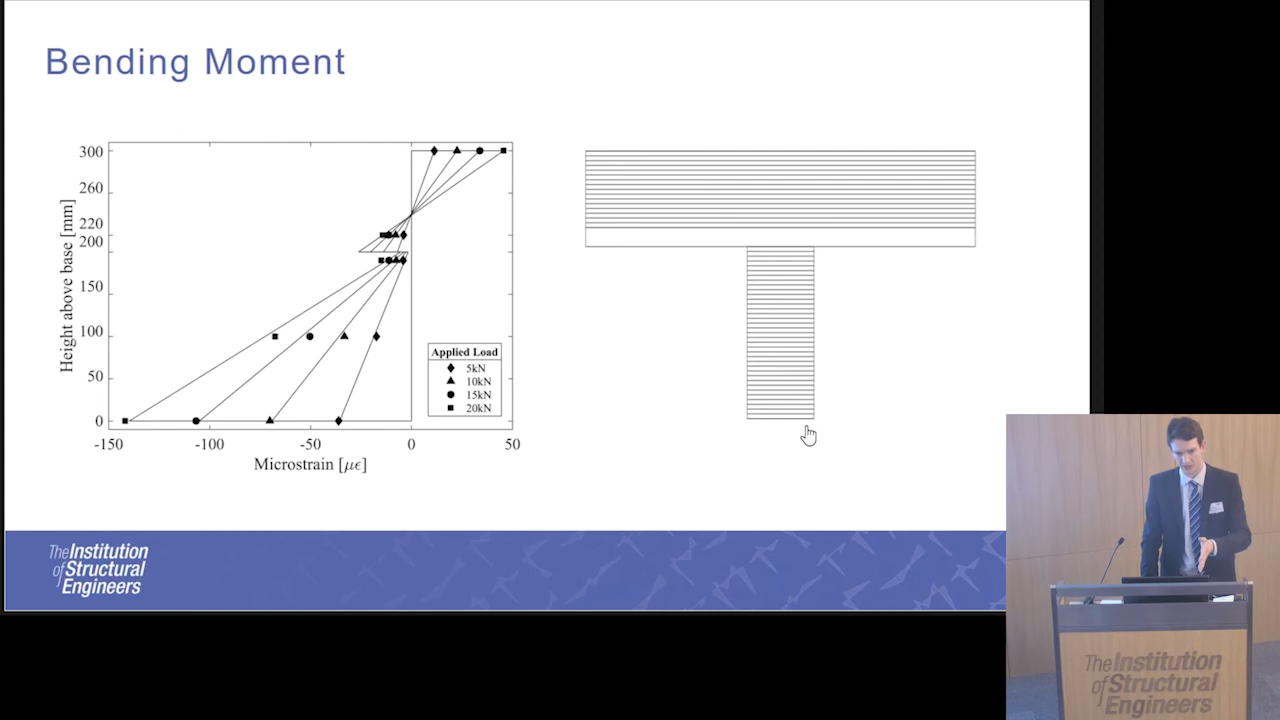 Bending Moment
300
260
220
200
150
100
50
0
Height above base [mm]
-150 -100 -50 0 50
Microstrain [με]
Applied Load
5kN
10kN
15kN
20kN
The Institution
of Structural
Engineers
The Institution
of Structural
Engineers